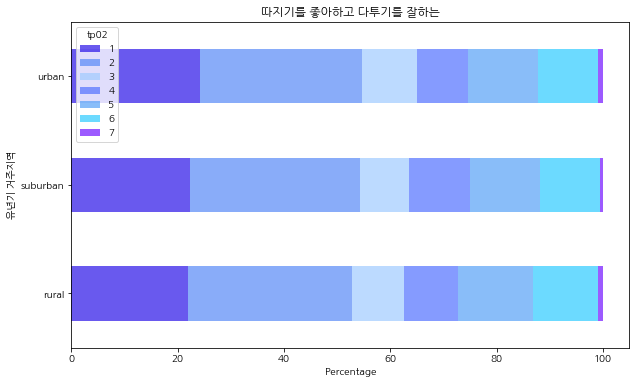 따지기를 좋아하고 다투기를 잘하는
tp02
1
2
3
4
5
6
7
urban
suburban
rural
유년기 거주지역
0 20 40 60 80 100
Percentage